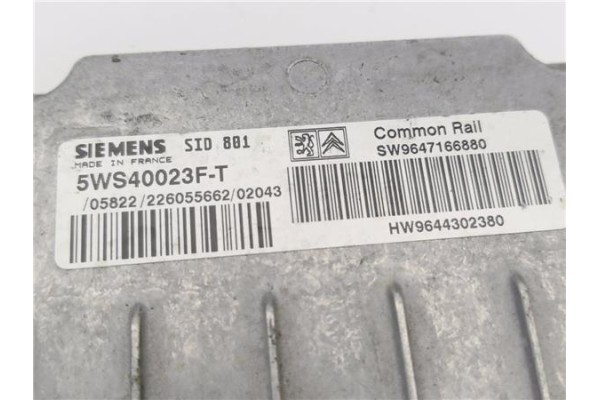 SIEMENS SID 801
MADE IN FRANCE
5WS40023F-T
/05822/226055662/02043
Common Rail
SW9647166880
HW9644302380